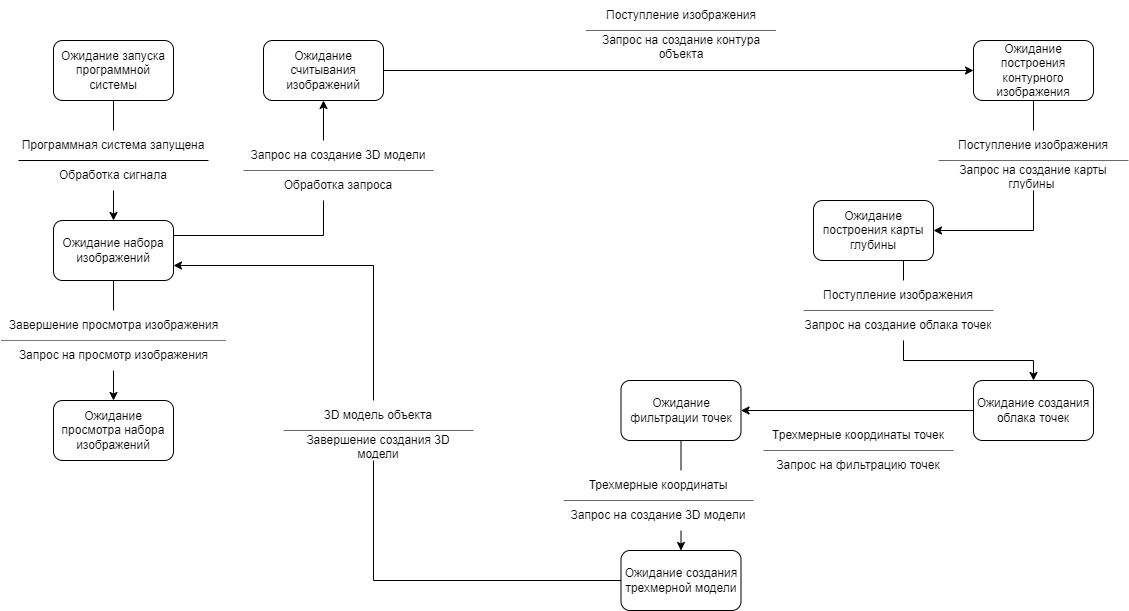 Ожидание запуска
программной
системы
Программная система запущена
Обработка сигнала
Ожидание набора
изображений
Завершение просмотра изображения
Запрос на просмотр изображения
Ожидание
просмотра набора
изображений
Запрос на создание 3D модели
Обработка запроса
Ожидание
считывания
изображений
Поступление изображения
Запрос на создание контура
объекта
Ожидание
построения
контурного
изображения
Поступление изображения
Запрос на создание карты
глубины
Ожидание
построения карты
глубины
Поступление изображения
Запрос на создание облака точек
Ожидание создания
облака точек
Трехмерные координаты точек
Запрос на фильтрацию точек
Ожидание
фильтрации точек
Трехмерные координаты
Запрос на создание 3D модели
Ожидание создания
трехмерной модели
3D модель объекта
Завершение создания 3D
модели